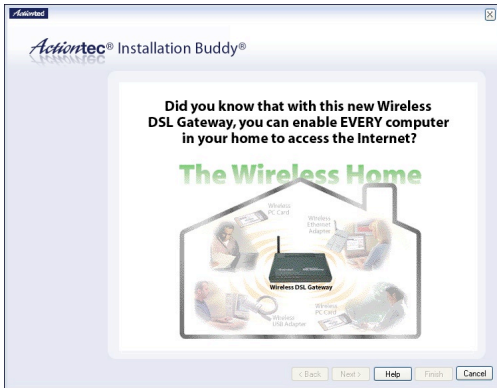 Actiontec
Actiontec® Installation Buddy®
Did you know that with this new Wireless
DSL Gateway, you can enable EVERY computer
in your home to access the Internet?
The Wireless Home
Wireless
PC Card
Wireless
Ethernet
Adapter
Wireless DSL Gateway
Wireless
USB Adapter
Wireless
PC Card
< Back
Next >
Help
Finish
Cancel